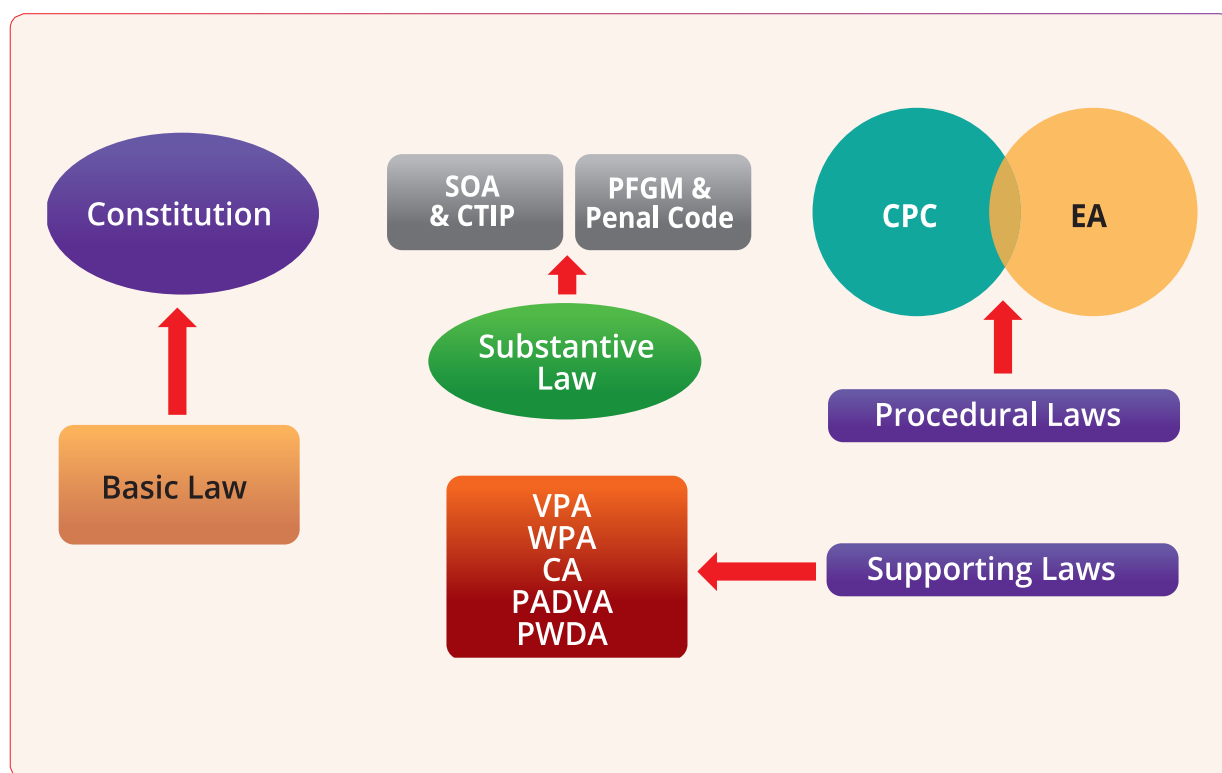 Constitution
Basic Law
SOA
& CTIP
PFGM &
Penal Code
Substantive
Law
VPA
WPA
CA
PADVA
PWDA
CPC
EA
Procedural Laws
Supporting Laws